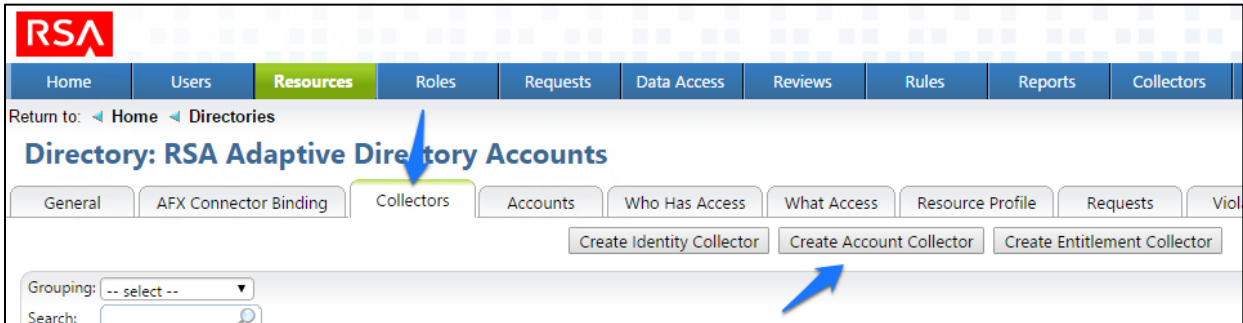 RSA
Home Users Resources Roles Requests Data Access Reviews Rules Reports Collectors
Return to: Home Directories
Directory: RSA Adaptive Directory Accounts
General AFX Connector Binding Collectors Accounts Who Has Access What Access Resource Profile Requests Viol
Create Identity Collector Create Account Collector Create Entitlement Collector
Grouping: -- select --
Search: